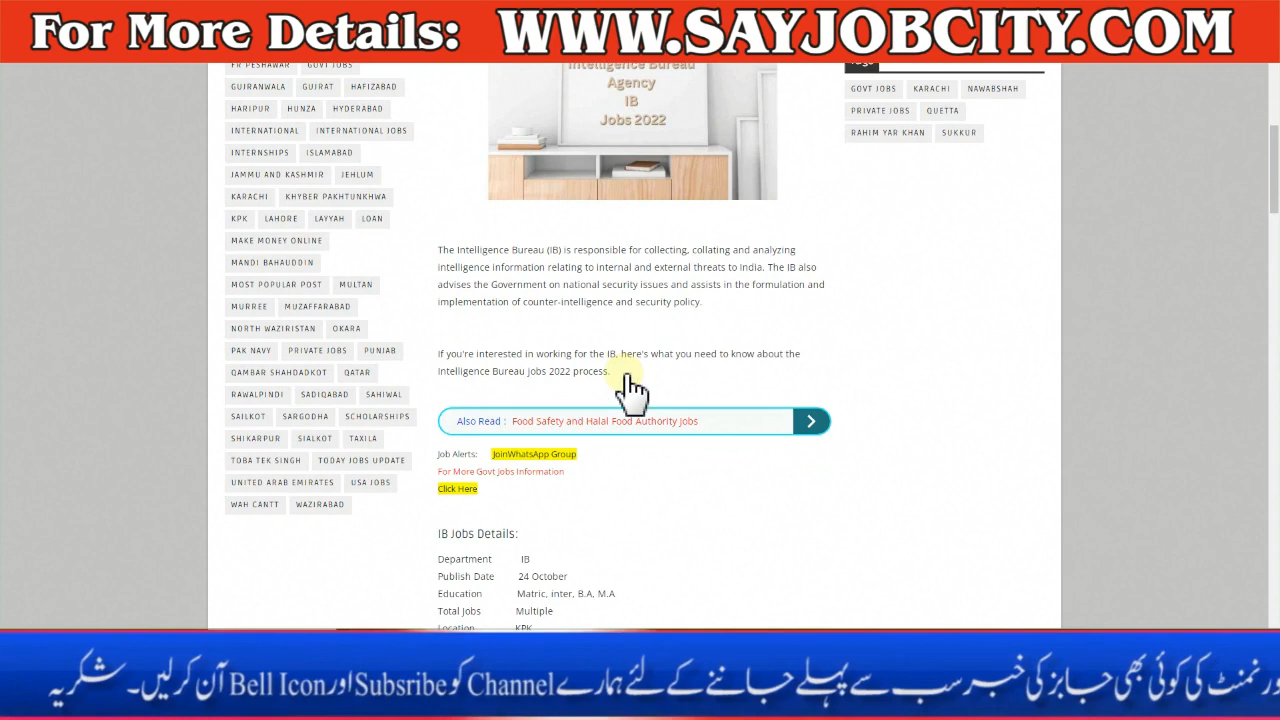 For More Details: WWW.SAYJOBCITY.COM
FR PESHAWAR GOVT JOBS
GUJRANWALA GUJRAT HAFIZABAD
HARIPUR HUNZA HYDERABAD
INTERNATIONAL INTERNATIONAL JOBS
INTERNSHIPS ISLAMABAD
JAMMU AND KASHMIR JEHLUM
KARACHI KHYBER PAKHTUNKHWA
KPK LAHORE LAYYAH LOAN
MAKE MONEY ONLINE
MANDI BAHAUDDIN
MOST POPULAR POST MULTAN
MURREE MUZAFFARABAD
NORTH WAZIRISTAN OKARA
PAK NAVY PRIVATE JOBS PUNJAB
QAMBAR SHAHDADKOT QATAR
RAWALPINDI SADIQABAD SAHIWAL
SAILKOT SARGODHA SCHOLARSHIPS
SHIKARPUR SIALKOT TAXILA
TOBA TEK SINGH TODAY JOBS UPDATE
UNITED ARAB EMIRATES USA JOBS
WAH CANTT WAZIRABAD
Intelligence Bureau
Agency
IB
Jobs 2022
The Intelligence Bureau (IB) is responsible for collecting, collating and analyzing
intelligence information relating to internal and external threats to India. The IB also
advises the Government on national security issues and assists in the formulation and
implementation of counter-intelligence and security policy.
If you're interested in working for the IB, here's what you need to know about the
Intelligence Bureau jobs 2022 process.
Also Read : Food Safety and Halal Food Authority Jobs
Job Alerts: JoinWhatsApp Group
For More Govt Jobs Information
Click Here
IB Jobs Details:
Department IB
Publish Date 24 October
Education Matric, inter, B.A, M.A
Total Jobs Multiple
Location KPK
Tags
GOVT JOBS KARACHI NAWABSHAH
PRIVATE JOBS QUETTA
RAHIM YAR KHAN SUKKUR
ورنمنٹ کی کوئی بھی جابز کی خبر سب سے پہلے جاننے کے لئے ہمارے Channel کو Subsribe اور Bell Icon آن کرلیں۔ شکریہ